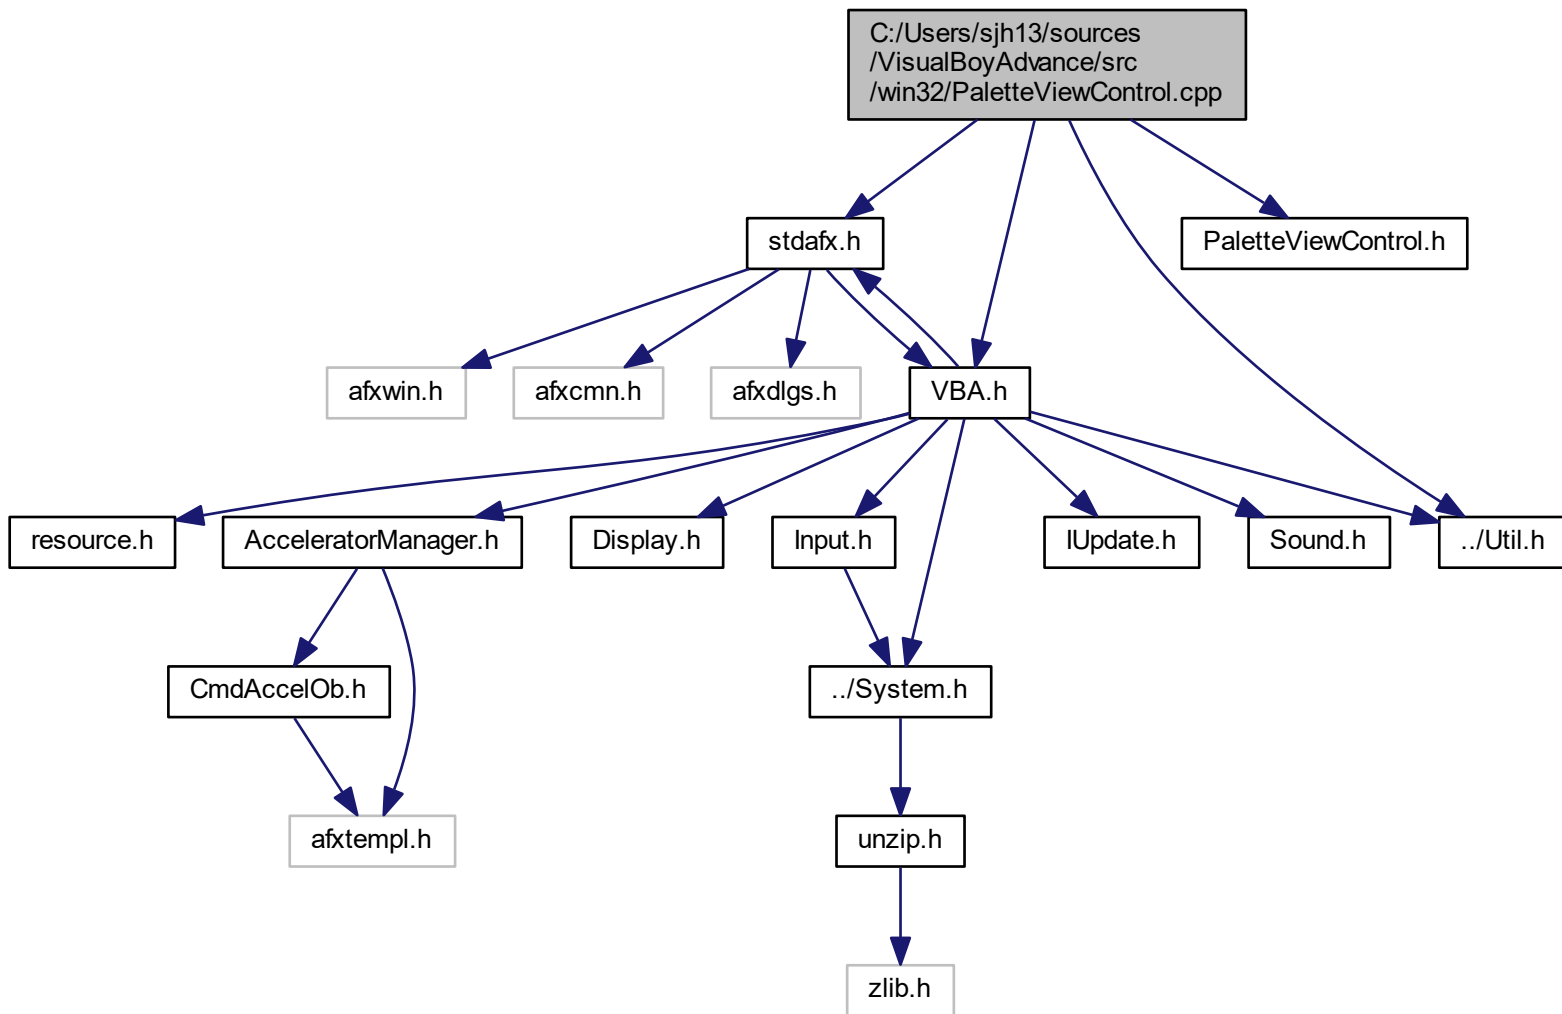 C:/Users/sjh13/sources
/VisualBoyAdvance/src
/win32/PaletteViewControl.cpp
stdafx.h
PaletteViewControl.h
afxwin.h
afxcmn.h
afxdlgs.h
VBA.h
resource.h
AcceleratorManager.h
Display.h
Input.h
IUpdate.h
Sound.h
../Util.h
CmdAccelOb.h
../System.h
afxtempl.h
unzip.h
zlib.h